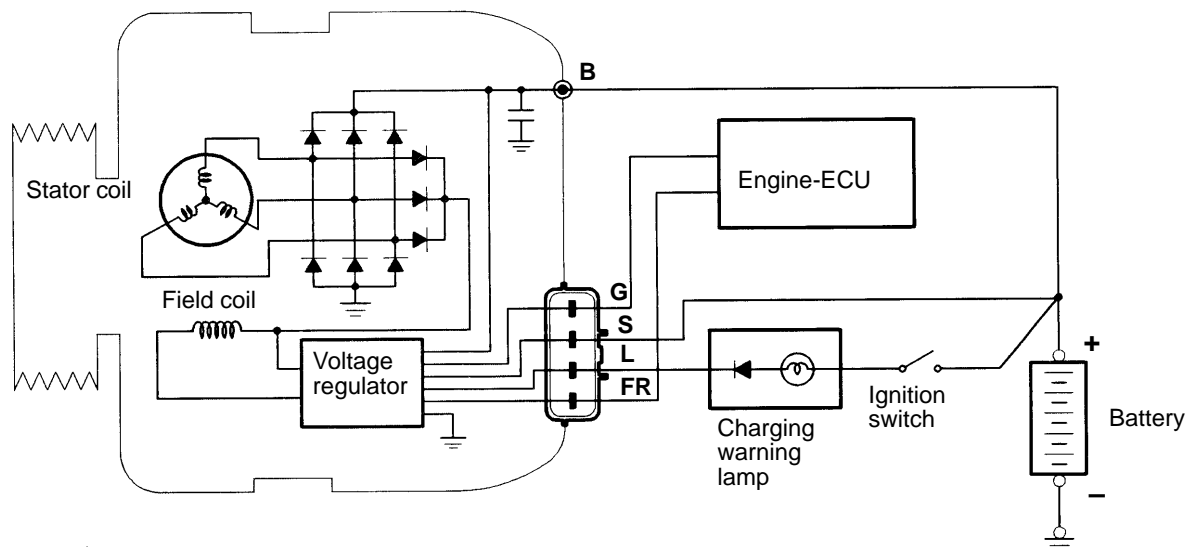 B
Engine-ECU
Stator coil
Field coil
G
S
L
FR
Voltage
regulator
Charging
warning
lamp
Ignition
switch
+
Battery
–